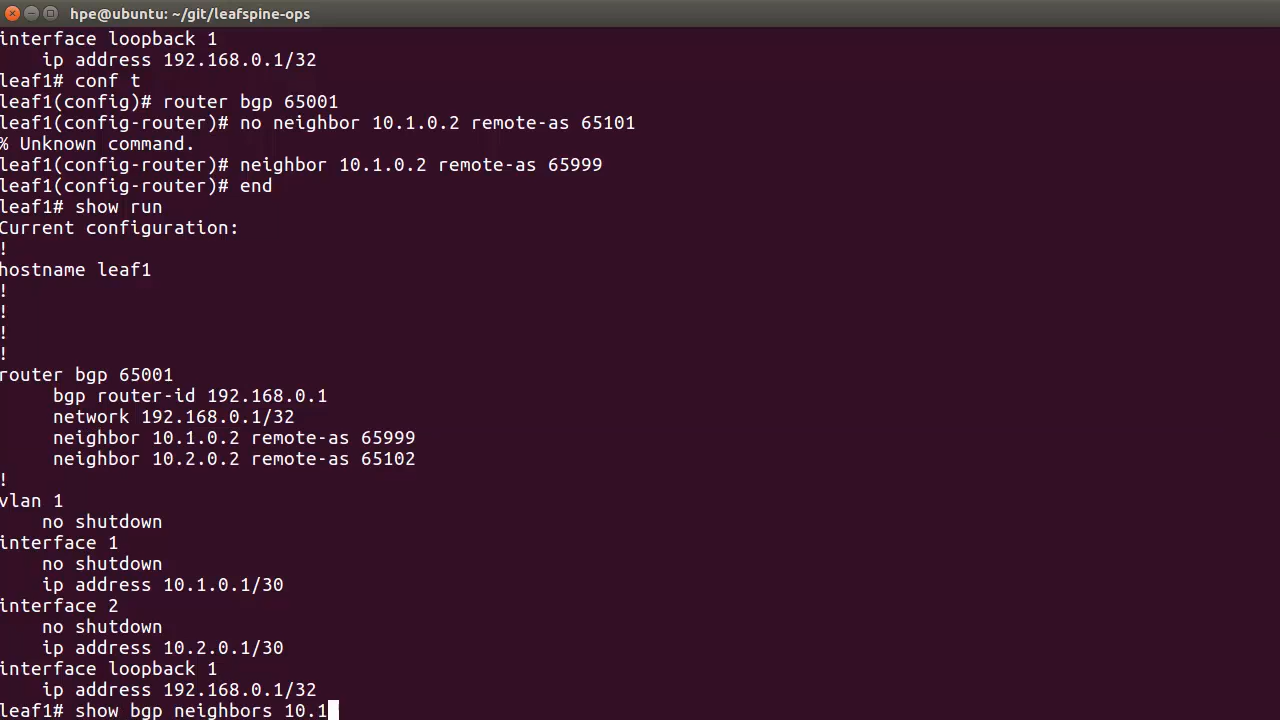 hpe@ubuntu: ~/git/leafspine-ops
interface loopback 1
    ip address 192.168.0.1/32
leaf1# conf t
leaf1(config)# router bgp 65001
leaf1(config-router)# no neighbor 10.1.0.2 remote-as 65101
% Unknown command.
leaf1(config-router)# neighbor 10.1.0.2 remote-as 65999
leaf1(config-router)# end
leaf1# show run
Current configuration:
!
hostname leaf1
!
!
!
!
router bgp 65001
     bgp router-id 192.168.0.1
     network 192.168.0.1/32
     neighbor 10.1.0.2 remote-as 65999
     neighbor 10.2.0.2 remote-as 65102
!
vlan 1
    no shutdown
interface 1
    no shutdown
    ip address 10.1.0.1/30
interface 2
    no shutdown
    ip address 10.2.0.1/30
interface loopback 1
    ip address 192.168.0.1/32
leaf1# show bgp neighbors 10.1